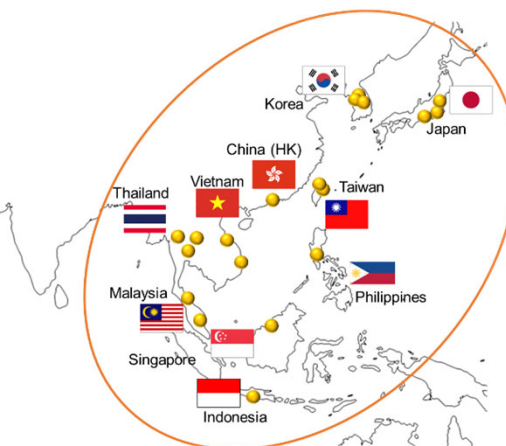 Korea
Japan
China (HK)
Vietnam
Taiwan
Thailand
Malaysia
Philippines
Singapore
Indonesia